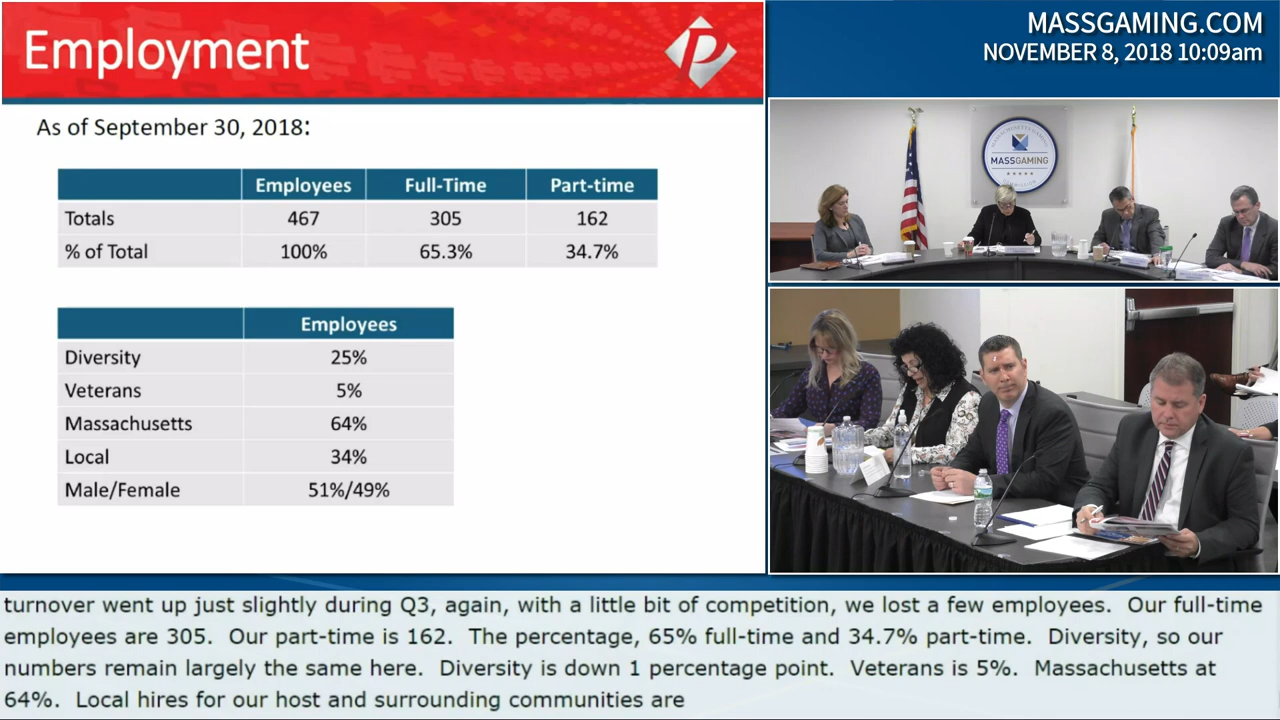 Employment
As of September 30, 2018:
Employees Full-Time Part-time
Totals 467 305 162
% of Total 100% 65.3% 34.7%
Employees
Diversity 25%
Veterans 5%
Massachusetts 64%
Local 34%
Male/Female 51%/49%
MASSGAMING.COM
NOVEMBER 8, 2018 10:09am
MASSGAMING
turnover went up just slightly during Q3, again, with a little bit of competition, we lost a few employees. Our full-time
employees are 305. Our part-time is 162. The percentage, 65% full-time and 34.7% part-time. Diversity, so our
numbers remain largely the same here. Diversity is down 1 percentage point. Veterans is 5%. Massachusetts at
64%. Local hires for our host and surrounding communities are